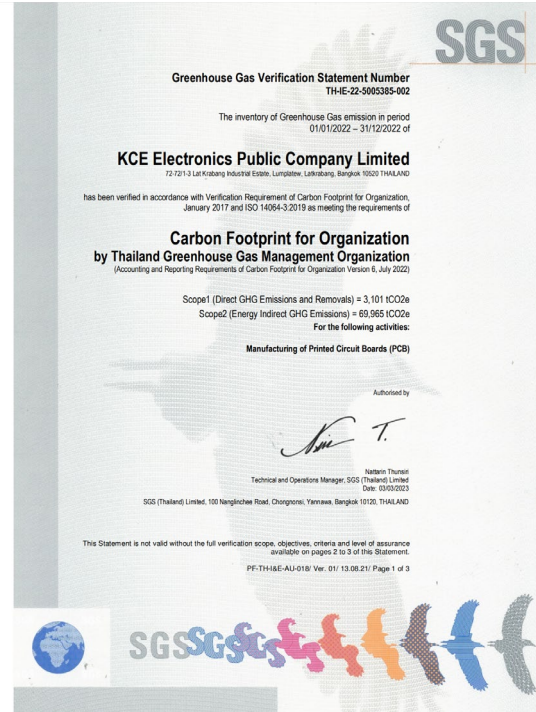 SGS
Greenhouse Gas Verification Statement Number
TH-IE-22-5005385-002
The inventory of Greenhouse Gas emission in period
01/01/2022 – 31/12/2022 of
KCE Electronics Public Company Limited
72-72/1-3 Lat Krabang Industrial Estate, Lumplatew, Latkrabang, Bangkok 10520 THAILAND
has been verified in accordance with Verification Requirement of Carbon Footprint for Organization,
January 2017 and ISO 14064-3:2019 as meeting the requirements of
Carbon Footprint for Organization
by Thailand Greenhouse Gas Management Organization
(Accounting and Reporting Requirements of Carbon Footprint for Organization Version 6, July 2022)
Scope1 (Direct GHG Emissions and Removals) = 3,101 tCO2e
Scope2 (Energy Indirect GHG Emissions) = 69,965 tCO2e
For the following activities:
Manufacturing of Printed Circuit Boards (PCB)
Authorised by
Nattarin Thunsiri
Technical and Operations Manager, SGS (Thailand) Limited
Date: 03/03/2023
SGS (Thailand) Limited, 100 Nanglinchee Road, Chongnonsi, Yannawa, Bangkok 10120, THAILAND
This Statement is not valid without the full verification scope, objectives, criteria and level of assurance
available on pages 2 to 3 of this Statement.
PF-TH-I&E-AU-018/ Ver. 01/ 13.08.21/ Page 1 of 3
SGSSGSGS